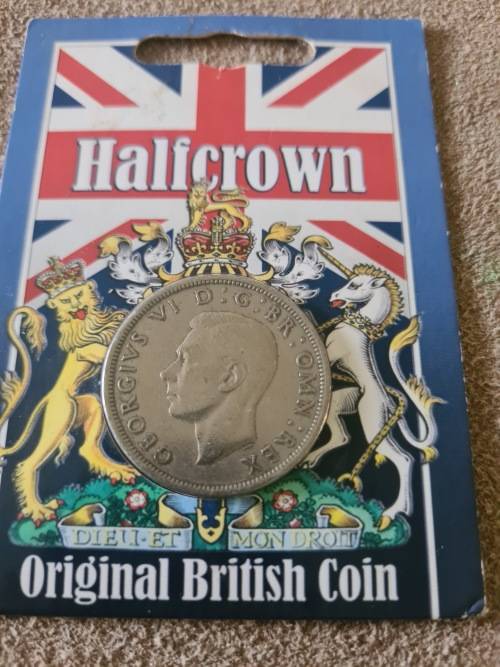 Halfcrown
GEORGIVS VI D:G:BR:OMN:REX
DIEU·ET MON DROIT
Original British Coin